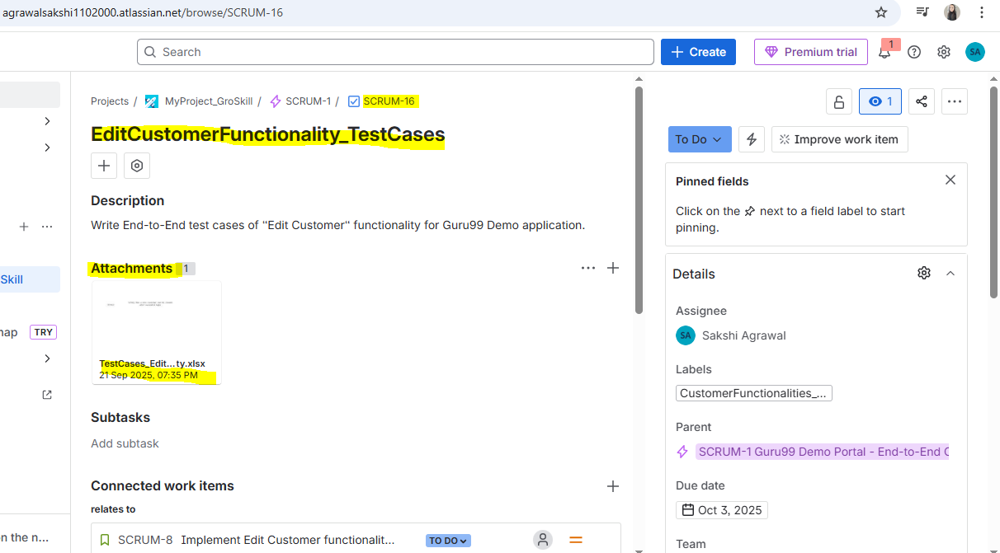 agrawalsakshi1102000.atlassian.net/browse/SCRUM-16
Search
Create
Premium trial
1
SA
Projects / MyProject_GroSkill / SCRUM-1 / SCRUM-16
EditCustomerFunctionality_TestCases
Description
Write End-to-End test cases of "Edit Customer" functionality for Guru99 Demo application.
Attachments 1
TestCases_Edit...ty.xlsx
21 Sep 2025, 07:35 PM
Subtasks
Add subtask
Connected work items
relates to
SCRUM-8 Implement Edit Customer functionalit... TO DO
Skill
map TRY
on the n...
1
To Do
Improve work item
Pinned fields
Click on the next to a field label to start
pinning.
Details
Assignee
SA Sakshi Agrawal
Labels
CustomerFunctionalities_...
Parent
SCRUM-1 Guru99 Demo Portal - End-to-End
Due date
Oct 3, 2025
Team